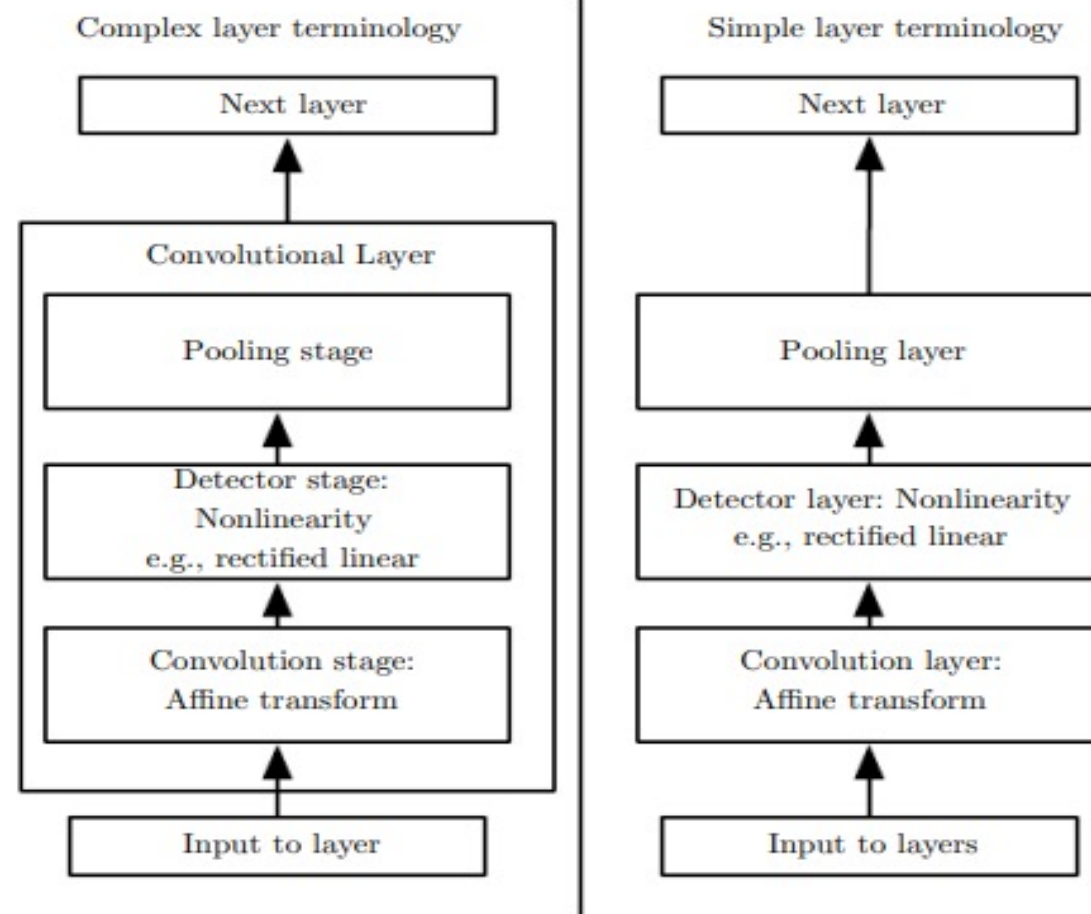 Complex layer terminology
Next layer
Convolutional Layer
Pooling stage
Detector stage:
Nonlinearity
e.g., rectified linear
Convolution stage:
Affine transform
Input to layer
Simple layer terminology
Next layer
Pooling layer
Detector layer: Nonlinearity
e.g., rectified linear
Convolution layer:
Affine transform
Input to layers